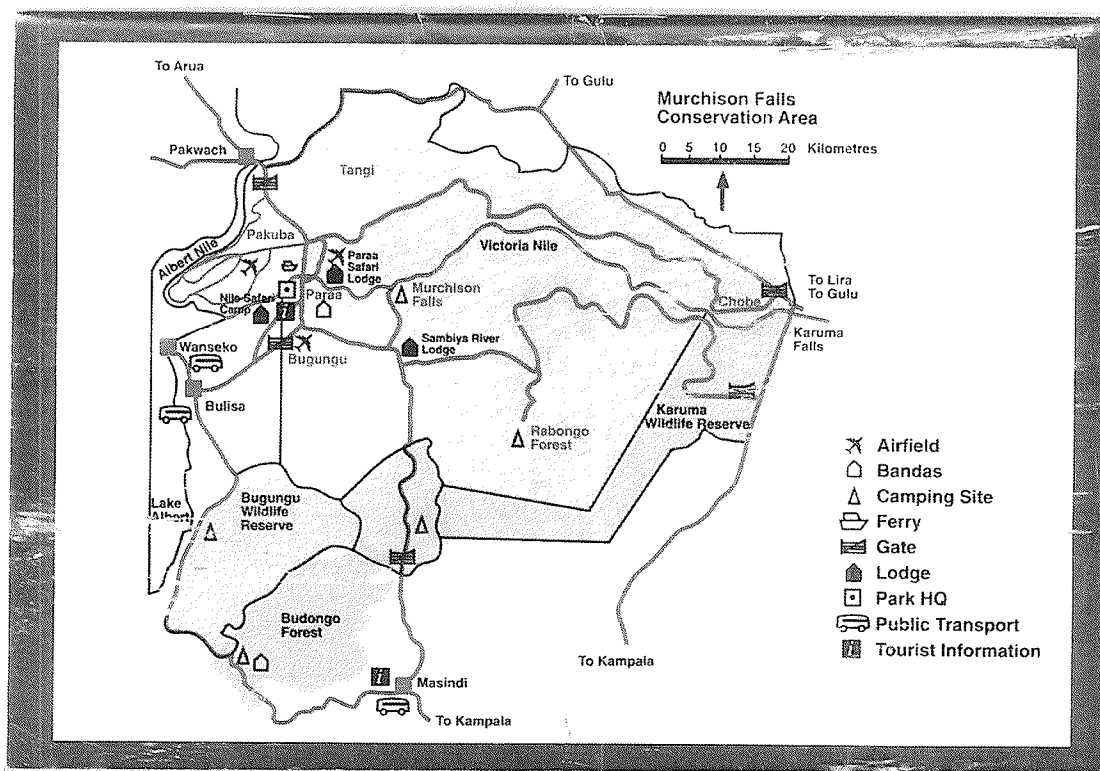 To Arua
To Gulu
Murchison Falls
Conservation Area
0 5 10 15 20 Kilometres
Pakwach
Tangi
Pakuba
Albert Nile
Victoria Nile
Paraa
Safari
Lodge
Nile Safari
Camp
Paraa
Murchison
Falls
Chobe
To Lira
To Gulu
Karuma
Falls
Wanseko
Bugungu
Sambiya River
Lodge
Bulisa
Karuma
Wildlife Reserve
Rabongo
Forest
Lake
Albert
Bugungu
Wildlife
Reserve
Budongo
Forest
i
i
Masindi
To Kampala
To Kampala
Airfield
Bandas
Camping Site
Ferry
Gate
Lodge
Park HQ
Public Transport
i Tourist Information